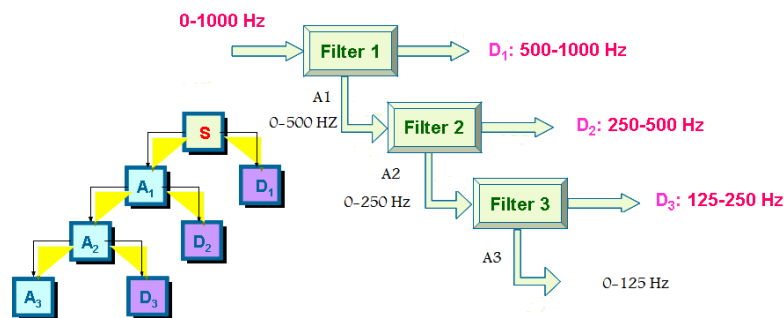 0-1000 Hz
Filter 1
D1: 500-1000 Hz
A1
0-500 HZ
Filter 2
D2: 250-500 Hz
A2
0-250 Hz
Filter 3
D3: 125-250 Hz
A3
0-125 Hz
S
A1
D1
A2
D2
A3
D3